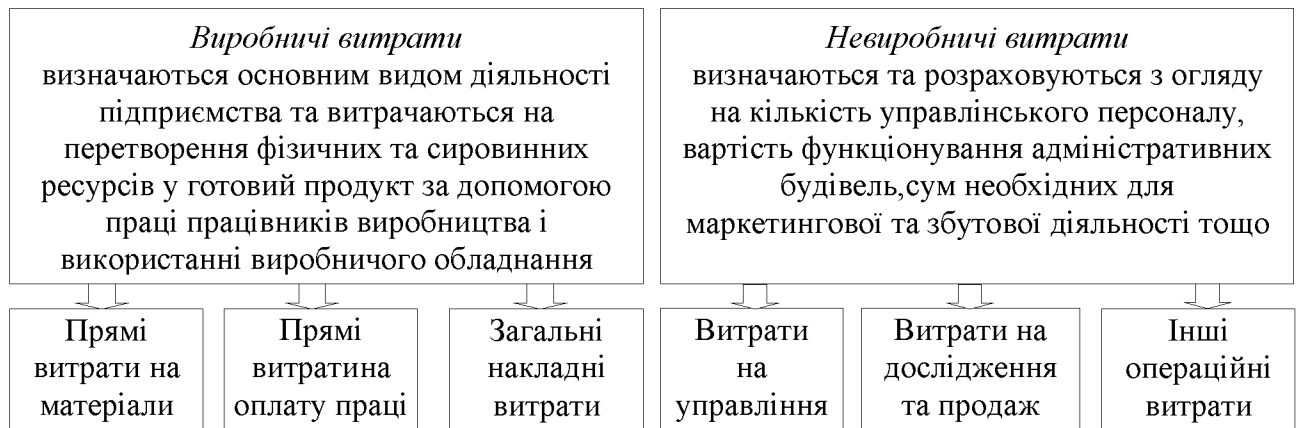 Виробничі витрати
визначаються основним видом діяльності
підприємства та витрачаються на
перетворення фізичних та сировинних
ресурсів у готовий продукт за допомогою
праці працівників виробництва і
використанні виробничого обладнання
Невиробничі витрати
визначаються та розраховуються з огляду
на кількість управлінського персоналу,
вартість функціонування адміністративних
будівель,сум необхідних для
маркетингової та збутової діяльності тощо
Прямі
витрати на
матеріали
Прямі
витратина
оплату праці
Загальні
накладні
витрати
Витрати
на
управління
Витрати на
дослідження
та продаж
Інші
операційні
витрати